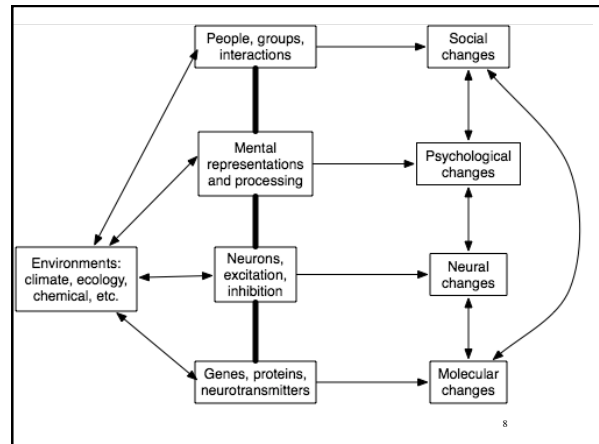 People, groups,
interactions
Social
changes
Mental
representations
and processing
Psychological
changes
Environments:
climate, ecology,
chemical, etc.
Neurons,
excitation,
inhibition
Neural
changes
Genes, proteins,
neurotransmitters
Molecular
changes
8